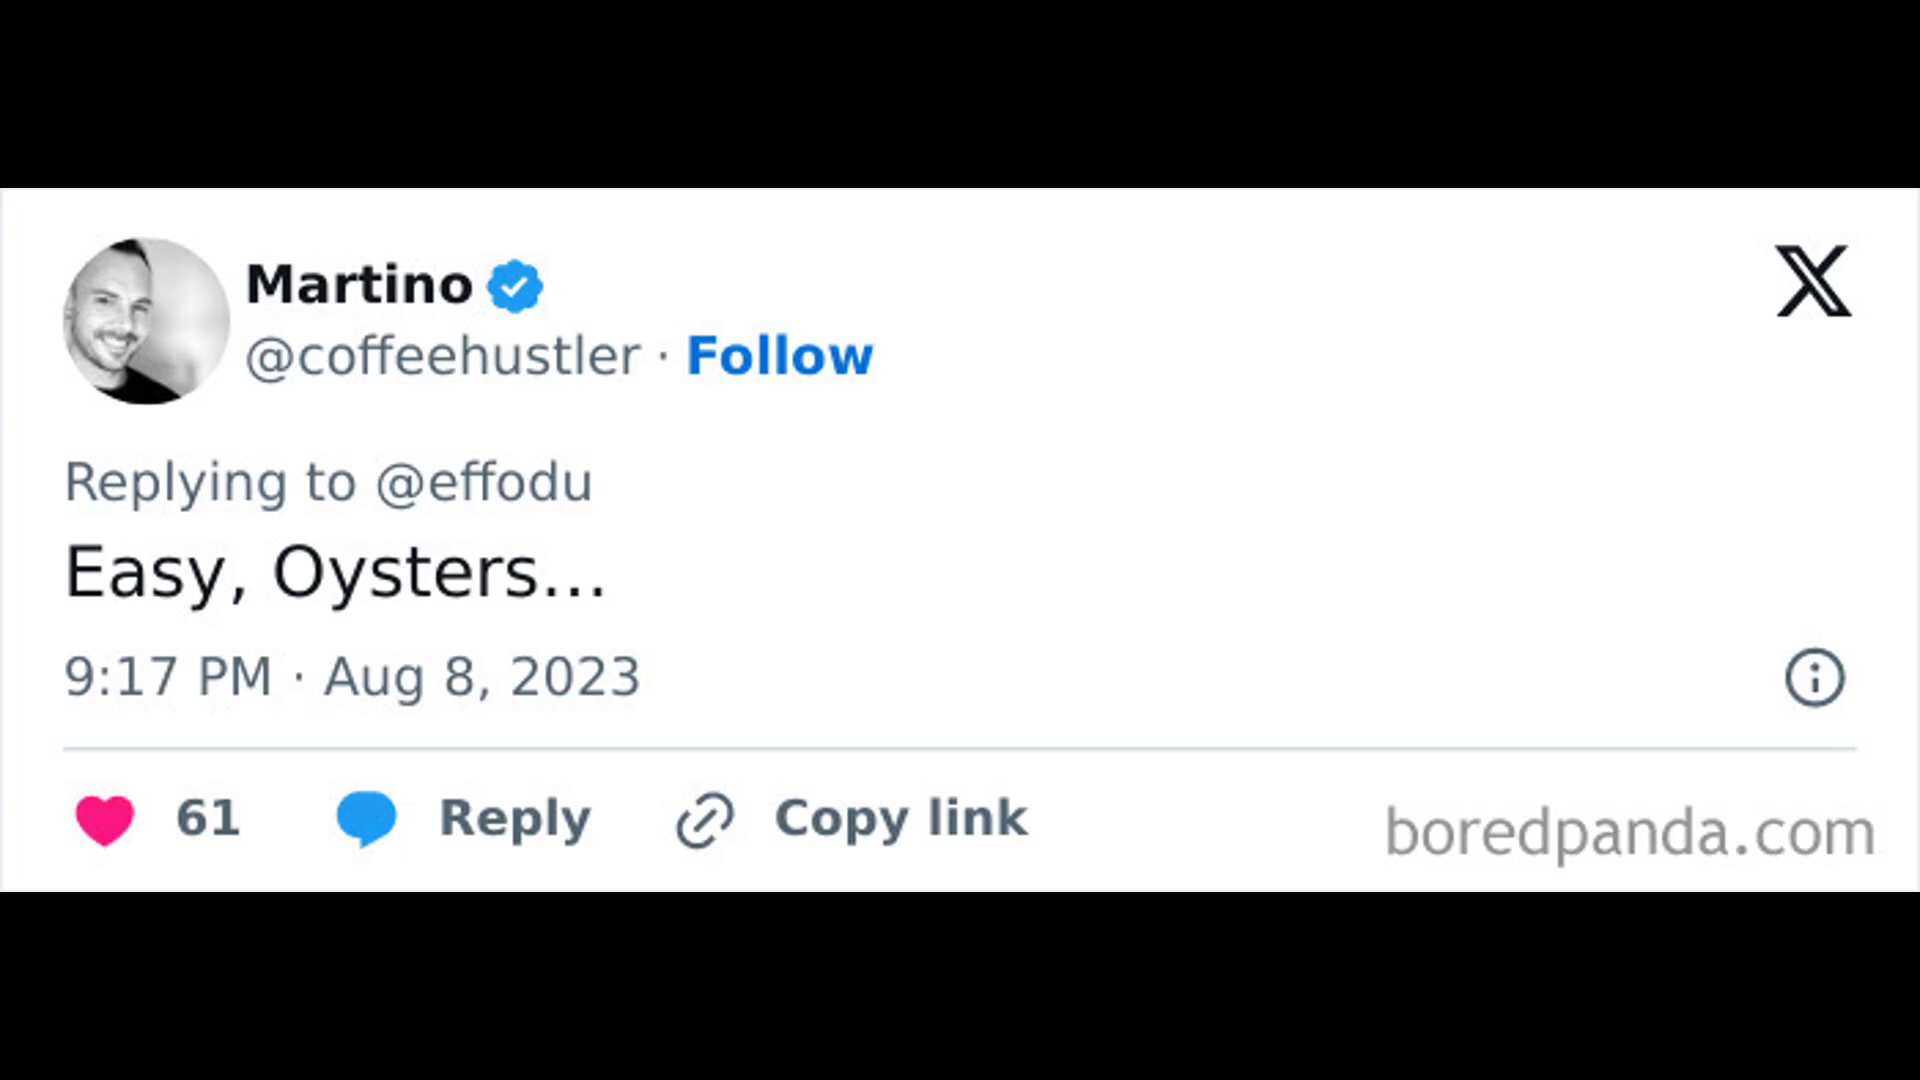 Martino
@coffeehustler · Follow
Replying to @effodu
Easy, Oysters...
9:17 PM · Aug 8, 2023
61 Reply Copy link
boredpanda.com